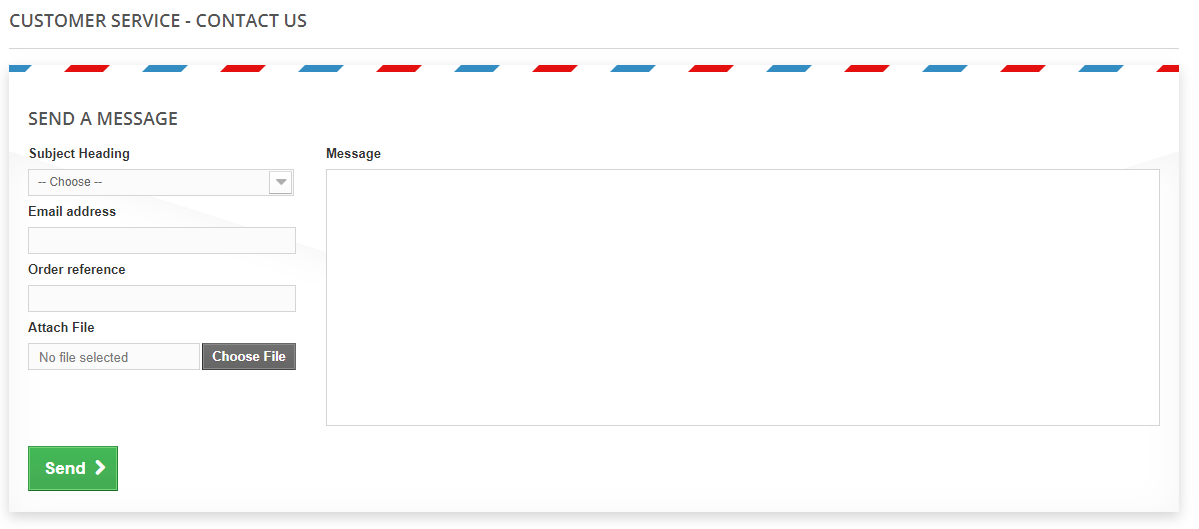 CUSTOMER SERVICE - CONTACT US
SEND A MESSAGE
Subject Heading
-- Choose --
Email address
Order reference
Attach File
No file selected
Choose File
Message
Send